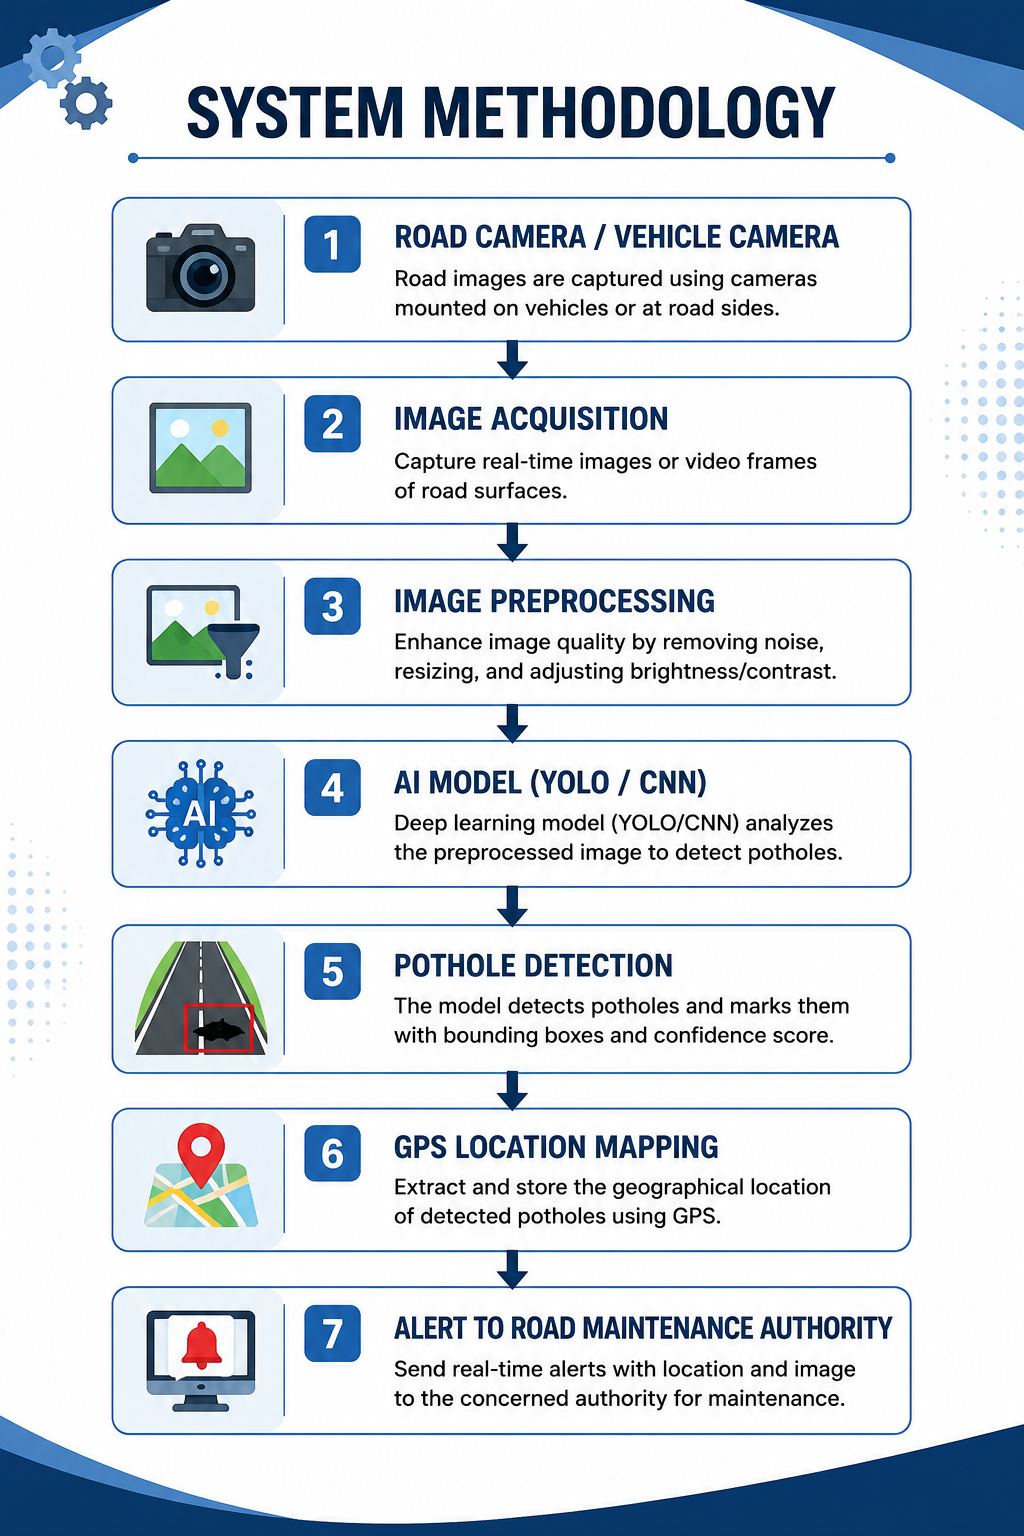 SYSTEM METHODOLOGY
1
ROAD CAMERA / VEHICLE CAMERA
Road images are captured using cameras
mounted on vehicles or at road sides.
2
IMAGE ACQUISITION
Capture real-time images or video frames
of road surfaces.
3
IMAGE PREPROCESSING
Enhance image quality by removing noise,
resizing, and adjusting brightness/contrast.
AI
4
AI MODEL (YOLO / CNN)
Deep learning model (YOLO/CNN) analyzes
the preprocessed image to detect potholes.
5
POTHOLE DETECTION
The model detects potholes and marks them
with bounding boxes and confidence score.
6
GPS LOCATION MAPPING
Extract and store the geographical location
of detected potholes using GPS.
7
ALERT TO ROAD MAINTENANCE AUTHORITY
Send real-time alerts with location and image
to the concerned authority for maintenance.